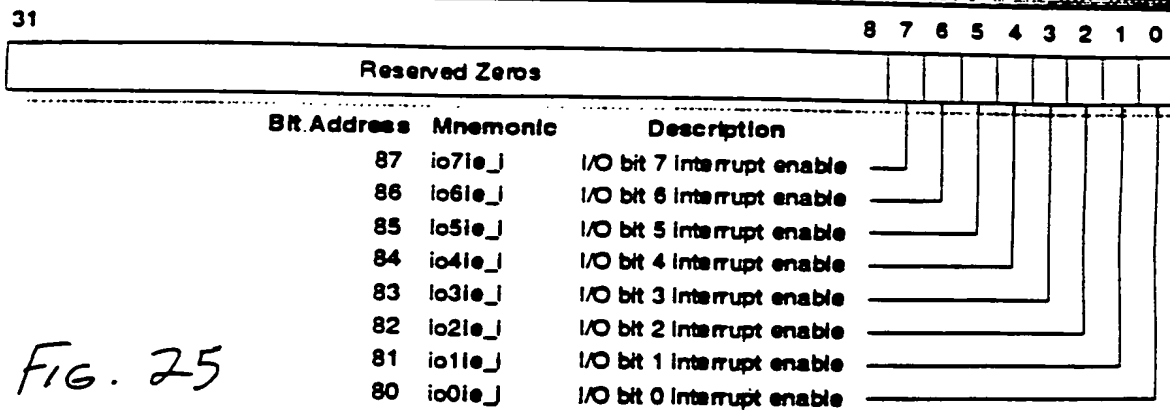 31 8 7 6 5 4 3 2 1 0
Reserved Zeros
Bit Address Mnemonic Description
87 io7ie_i I/O bit 7 interrupt enable
86 io6ie_i I/O bit 6 interrupt enable
85 io5ie_i I/O bit 5 interrupt enable
84 io4ie_i I/O bit 4 interrupt enable
83 io3ie_i I/O bit 3 interrupt enable
82 io2ie_i I/O bit 2 interrupt enable
81 io1ie_i I/O bit 1 interrupt enable
80 io0ie_i I/O bit 0 interrupt enable
FIG. 25